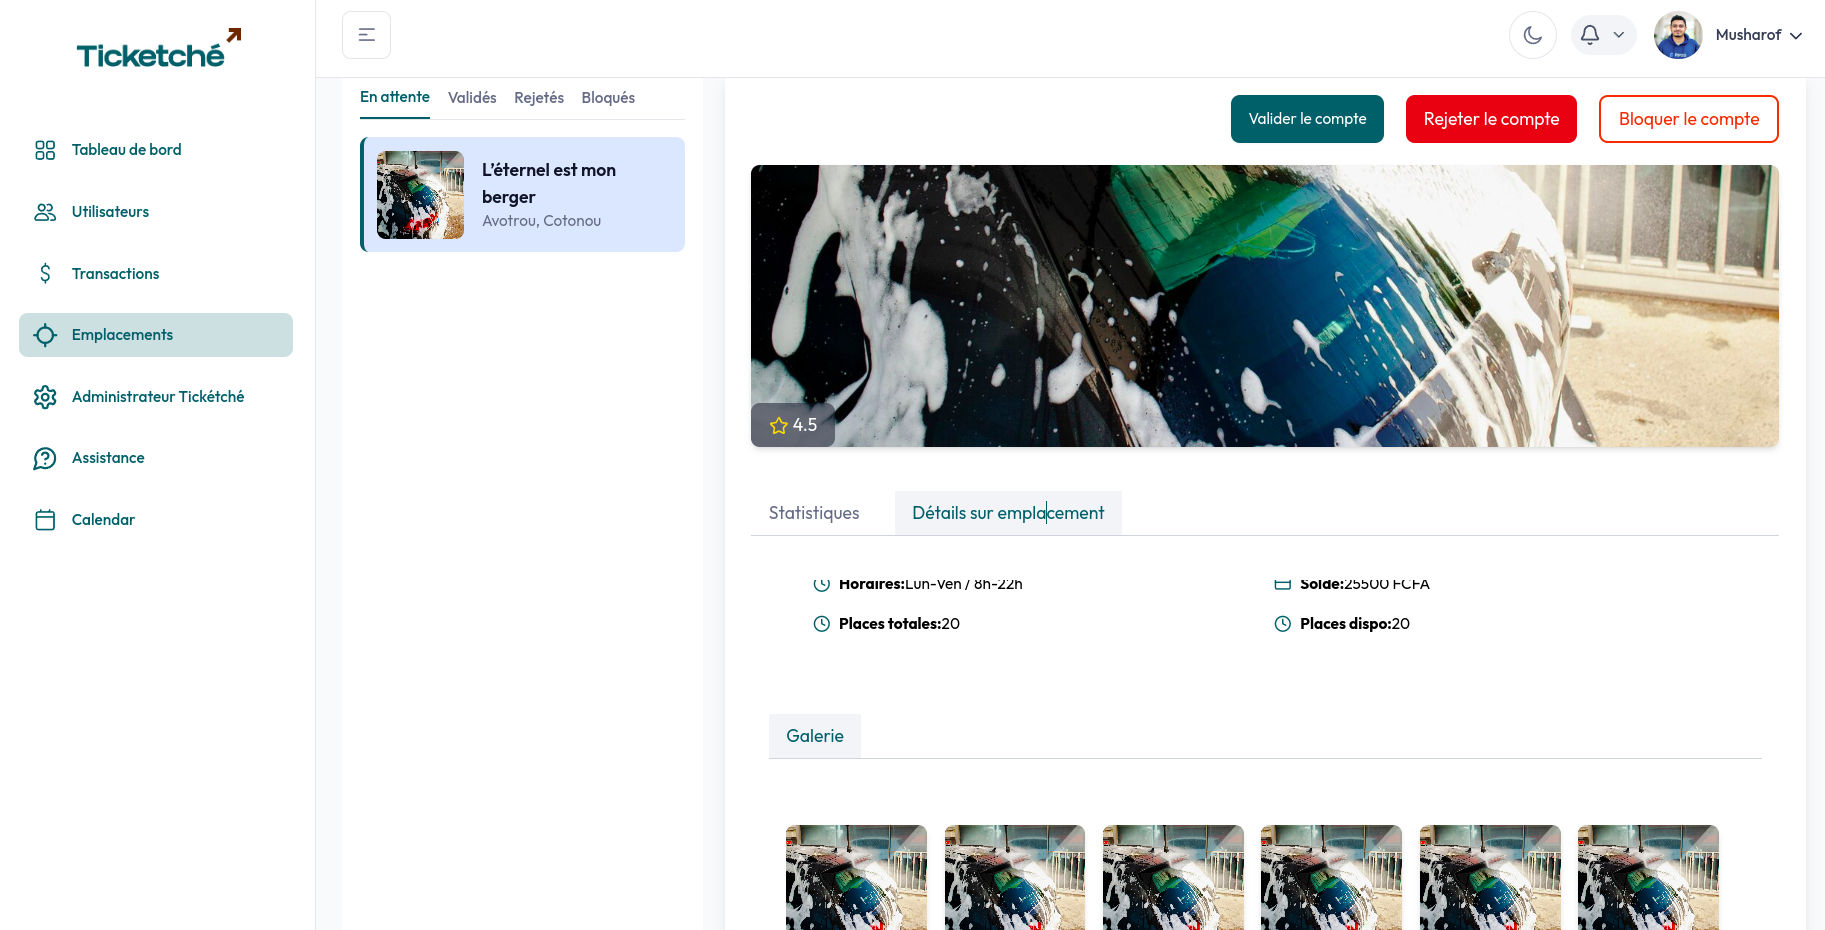 Ticketché
Musharof
Tableau de bord
Utilisateurs
Transactions
Emplacements
Administrateur Tickétché
Assistance
Calendar
En attente
Validés
Rejetés
Bloqués
L'éternel est mon
berger
Avotrou, Cotonou
Valider le compte
Rejeter le compte
Bloquer le compte
4.5
Statistiques
Détails sur emplacement
Horaires:Lun-Ven / 8h-22h
Solde:25500 FCFA
Places totales:20
Places dispo:20
Galerie